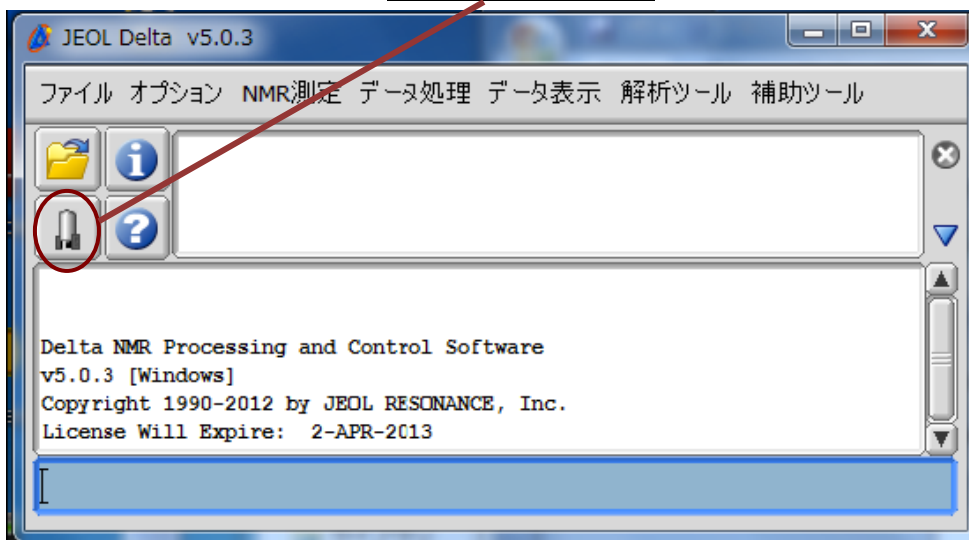 JEOL Delta v5.0.3
ファイル オプション NMR測定 データ処理 データ表示 解析ツール 補助ツール
Delta NMR Processing and Control Software
v5.0.3 [Windows]
Copyright 1990-2012 by JEOL RESONANCE, Inc.
License Will Expire: 2-APR-2013